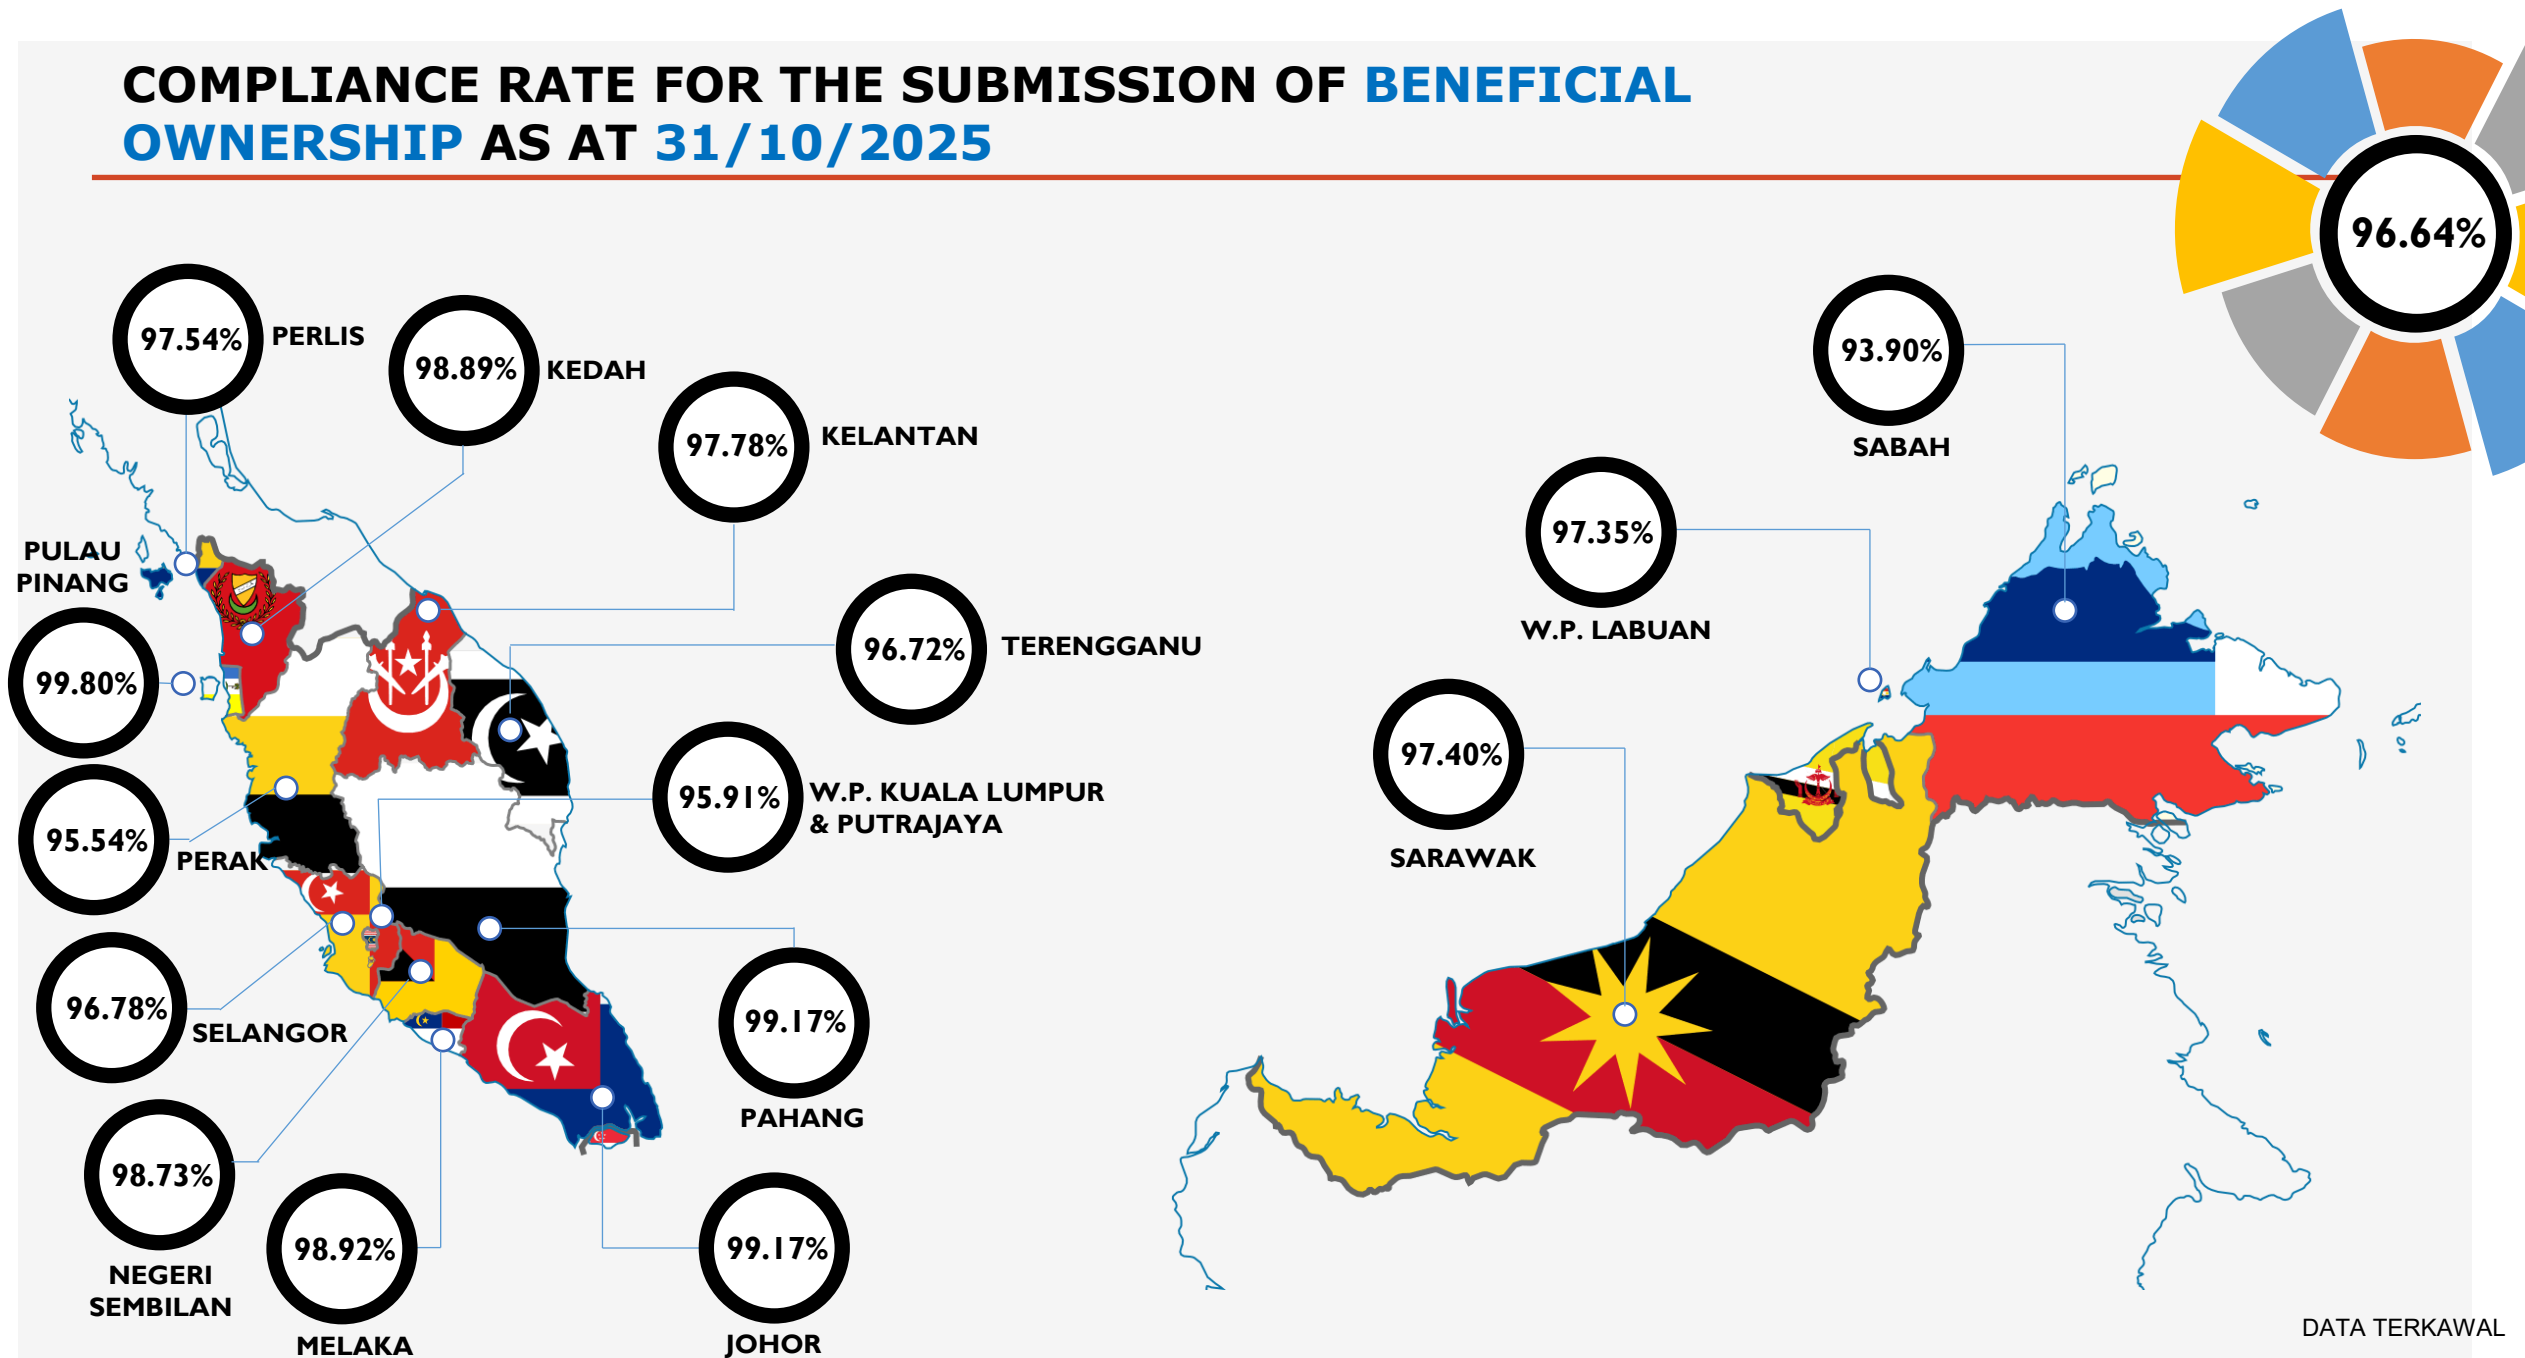 COMPLIANCE RATE FOR THE SUBMISSION OF BENEFICIAL
OWNERSHIP AS AT 31/10/2025
96.64%
97.54%
PERLIS
98.89%
KEDAH
97.78%
KELANTAN
93.90%
SABAH
97.35%
W.P. LABUAN
PULAU
PINANG
99.80%
96.72%
TERENGGANU
97.40%
SARAWAK
95.54%
PERAK
95.91%
W.P. KUALA LUMPUR
& PUTRAJAYA
96.78%
SELANGOR
99.17%
PAHANG
98.73%
NEGERI
SEMBILAN
98.92%
MELAKA
99.17%
JOHOR
DATA TERKAWAL